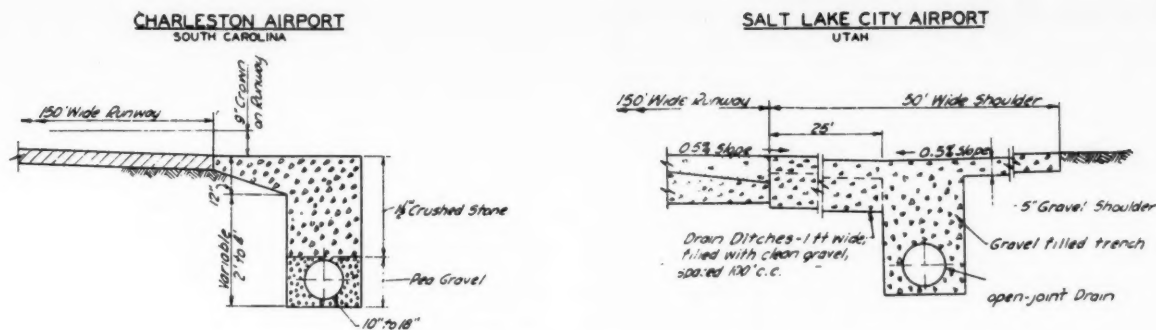 CHARLESTON AIRPORT
SOUTH CAROLINA
150' Wide Runway
9" Crown
on Runway
12"
Variable
2' to 8'
1½" Crushed Stone
Pea Gravel
10" to 18"
SALT LAKE CITY AIRPORT
UTAH
150' Wide Runway
50' Wide Shoulder
25'
0.5% Slope
0.5% Slope
5" Gravel Shoulder
Drain Ditches-1 ft wide,
filled with clean gravel,
spaced 100' c.c.
Gravel filled trench
open-joint Drain